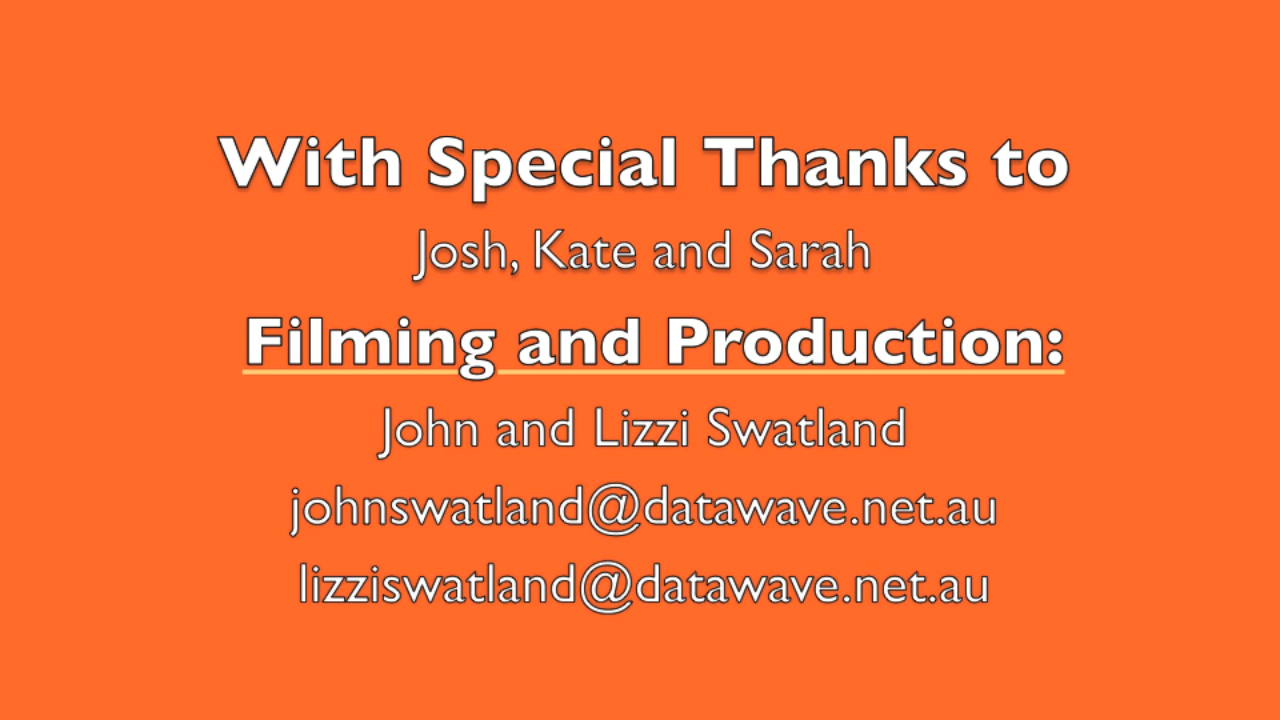 With Special Thanks to
Josh, Kate and Sarah
Filming and Production:
John and Lizzi Swatland
johnswatland@datawave.net.au
lizziswatland@datawave.net.au